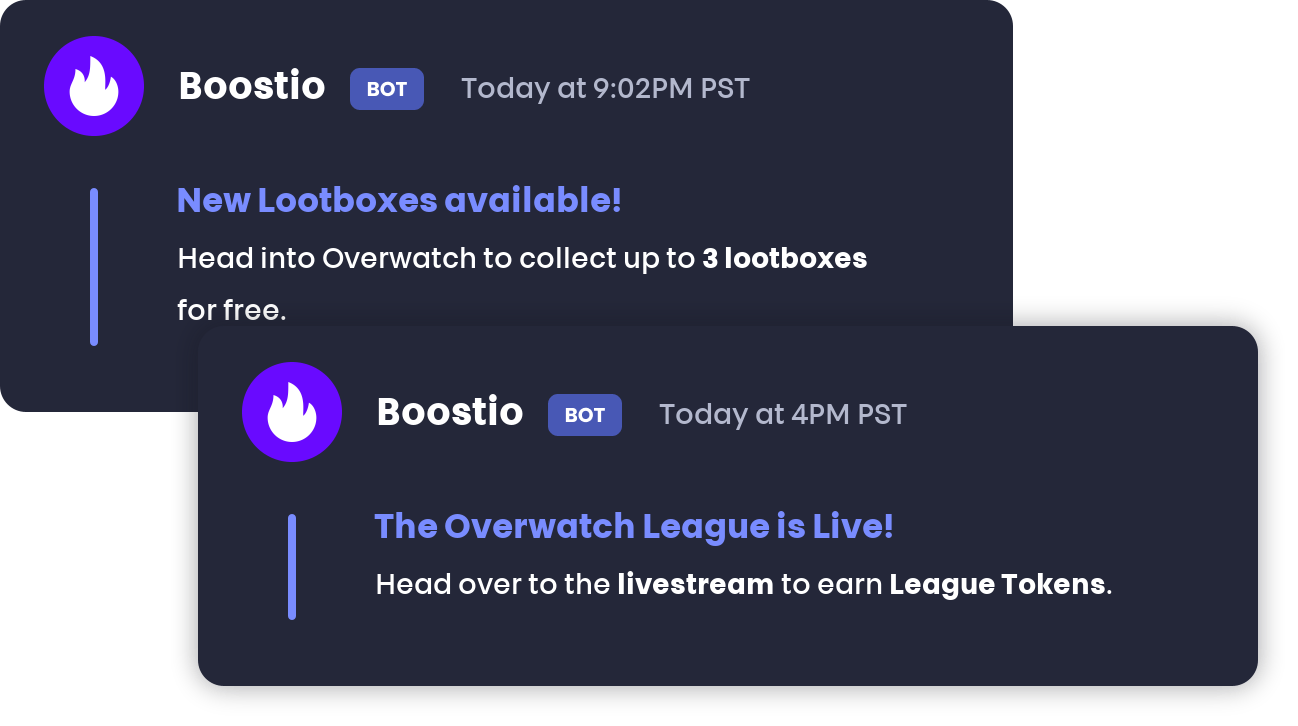 Boostio BOT Today at 9:02PM PST
New Lootboxes available!
Head into Overwatch to collect up to 3 lootboxes
for free.
Boostio BOT Today at 4PM PST
The Overwatch League is Live!
Head over to the livestream to earn League Tokens.